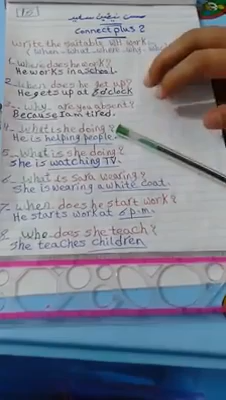 Connect plus 2
Write the suitable
(When - What - where - why -
1- Where does he work?
He works in a school.
2- When does he get up?
He gets up at 8 o'clock
3- Why are you absent?
Because I am tired.
4- What is he doing?
He is helping people.
5- What is she doing?
She is watching TV.
6- What is Sara wearing?
She is wearing a white coat.
7- When does he start work?
He starts work at 6 p.m.
8- Who does she teach?
She teaches children